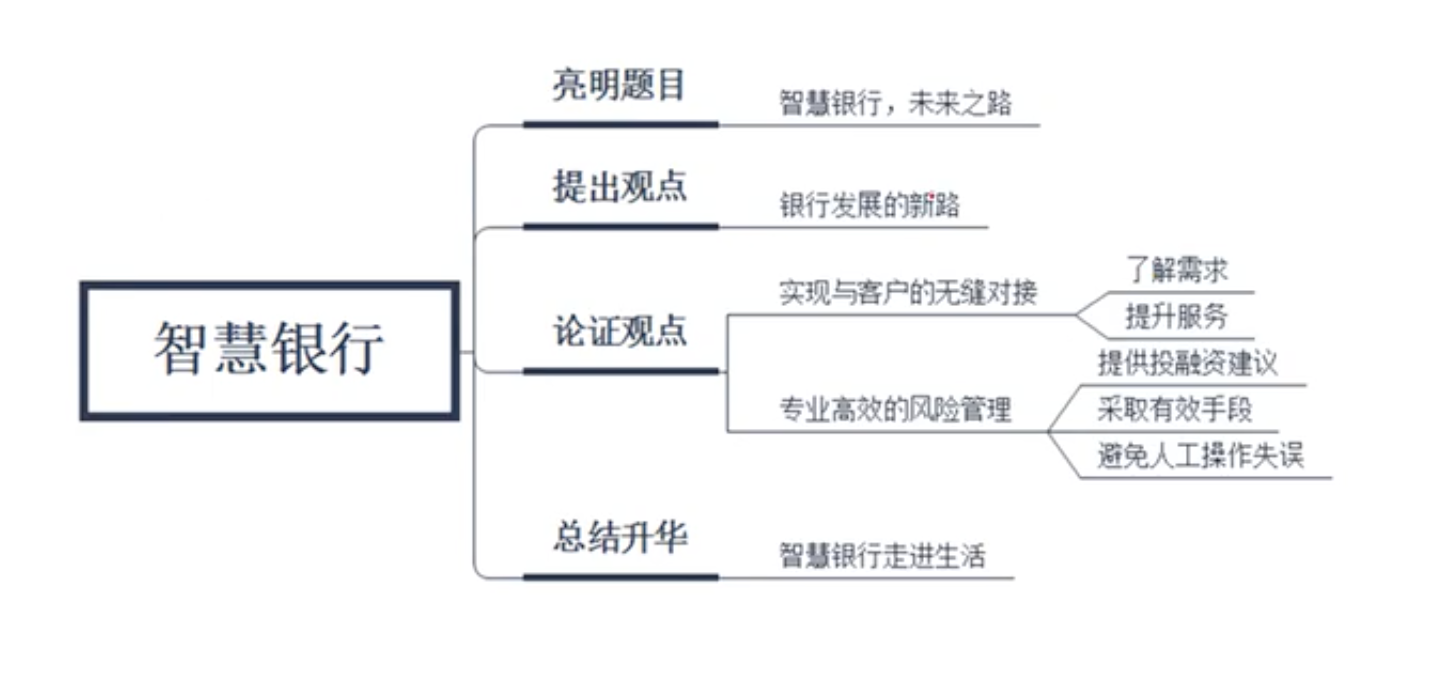 亮明题目
智慧银行，未来之路
提出观点
银行发展的新路
智慧银行
论证观点
实现与客户的无缝对接
了解需求
提升服务
专业高效的风险管理
提供投融资建议
采取有效手段
避免人工操作失误
总结升华
智慧银行走进生活